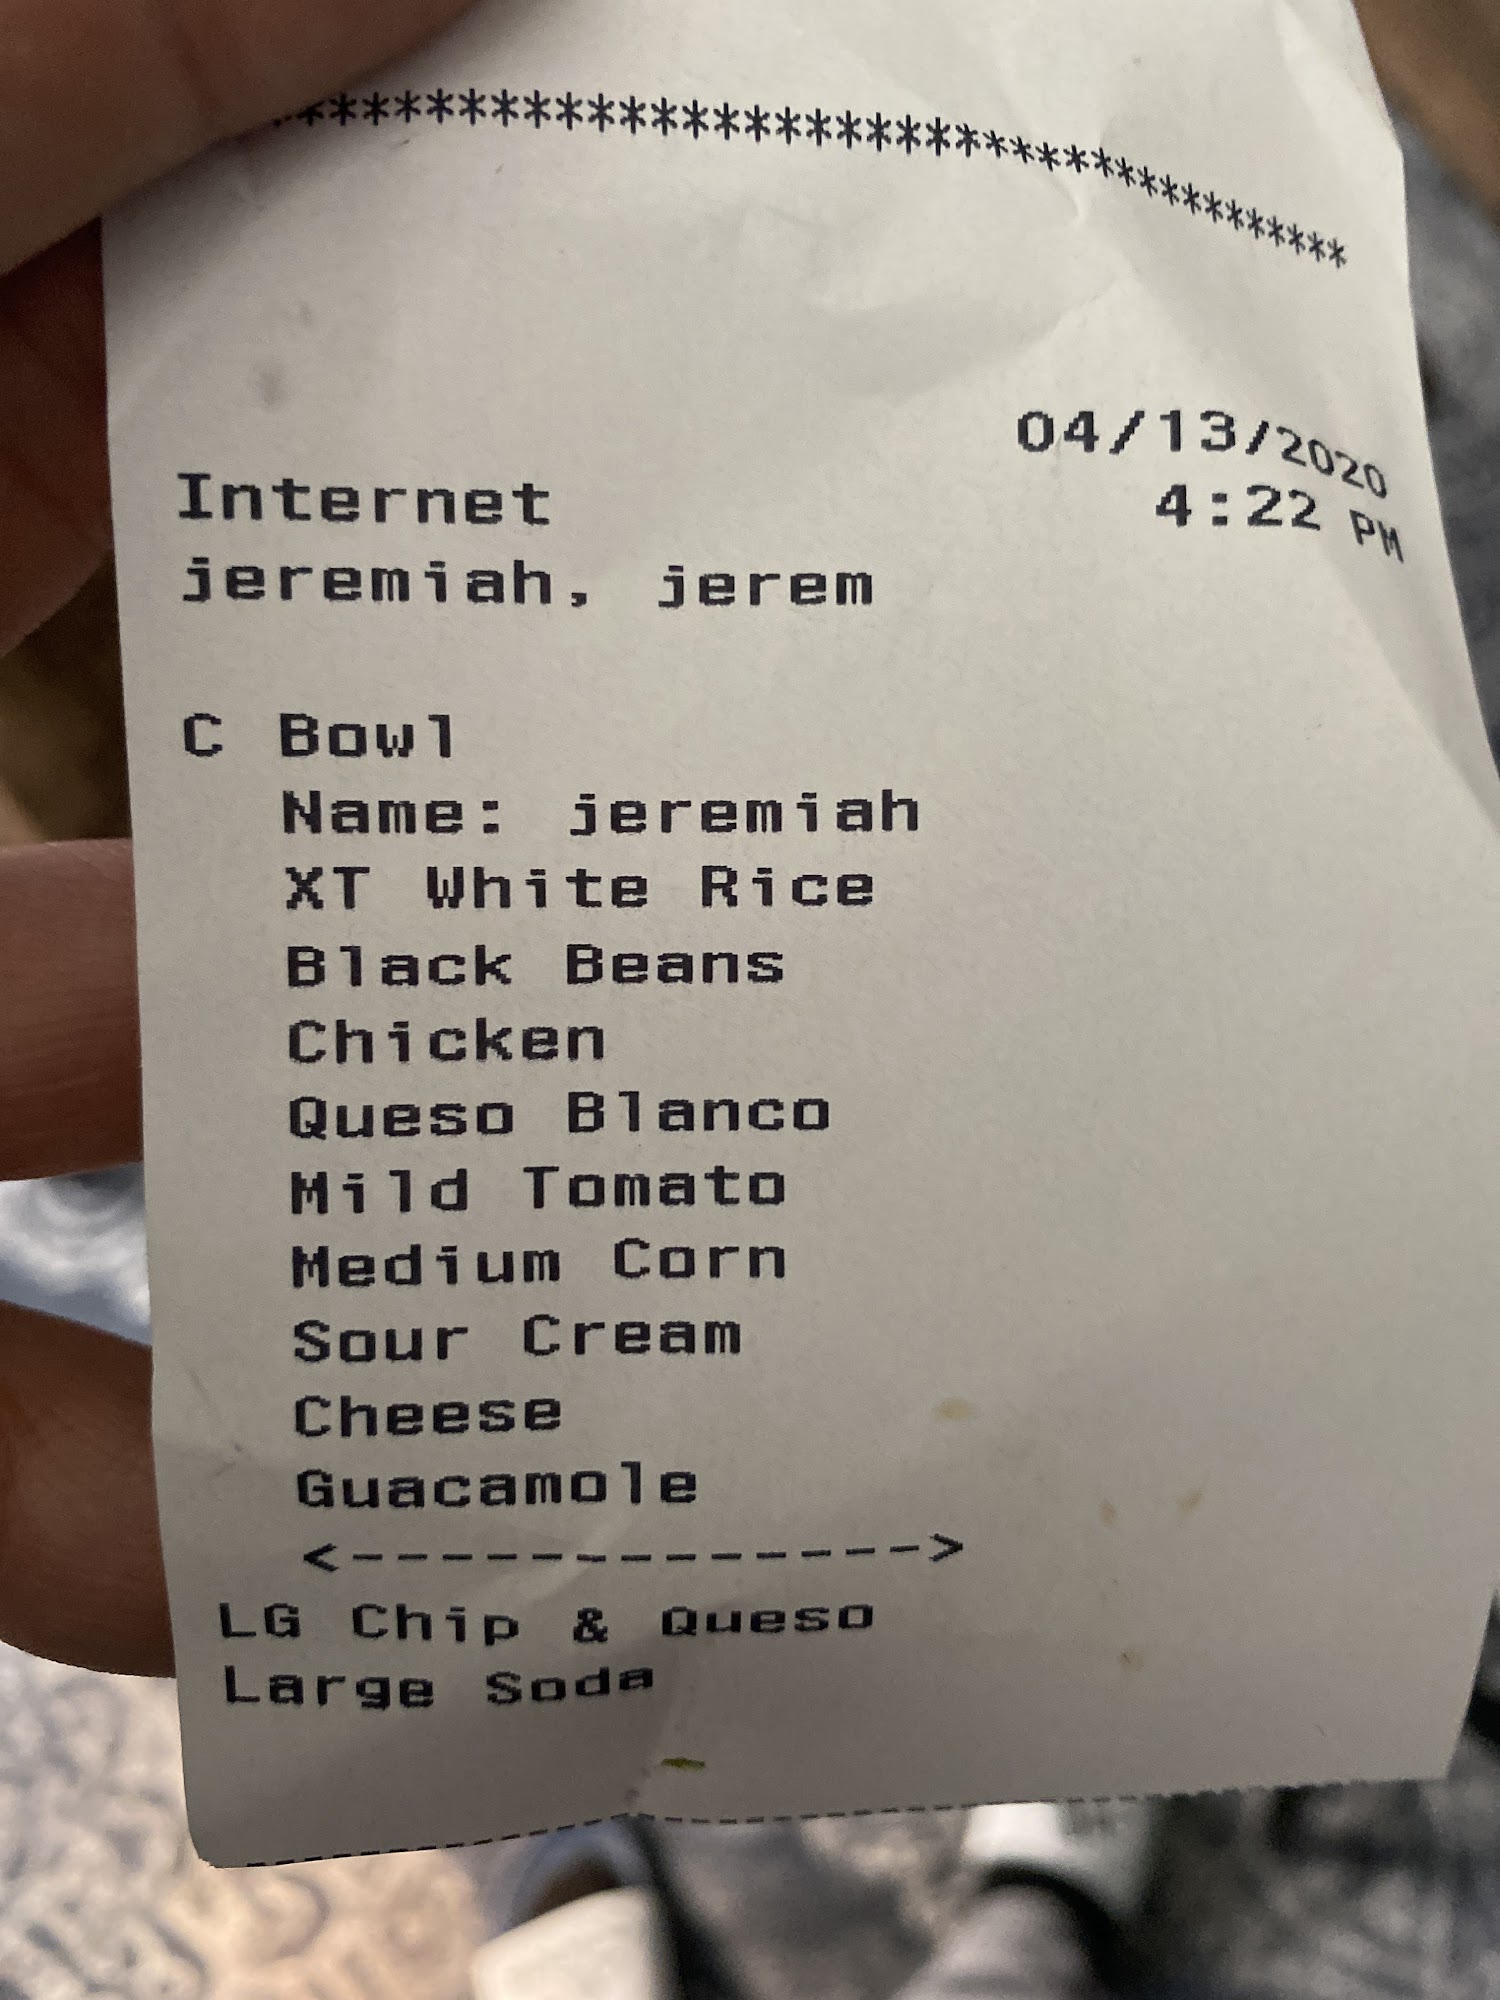 ***********************************
04/13/2020
Internet
4:22 PM
jeremiah, jerem
C Bowl
Name: jeremiah
XT White Rice
Black Beans
Chicken
Queso Blanco
Mild Tomato
Medium Corn
Sour Cream
Cheese
Guacamole
<------------->
LG Chip & Queso
Large Soda